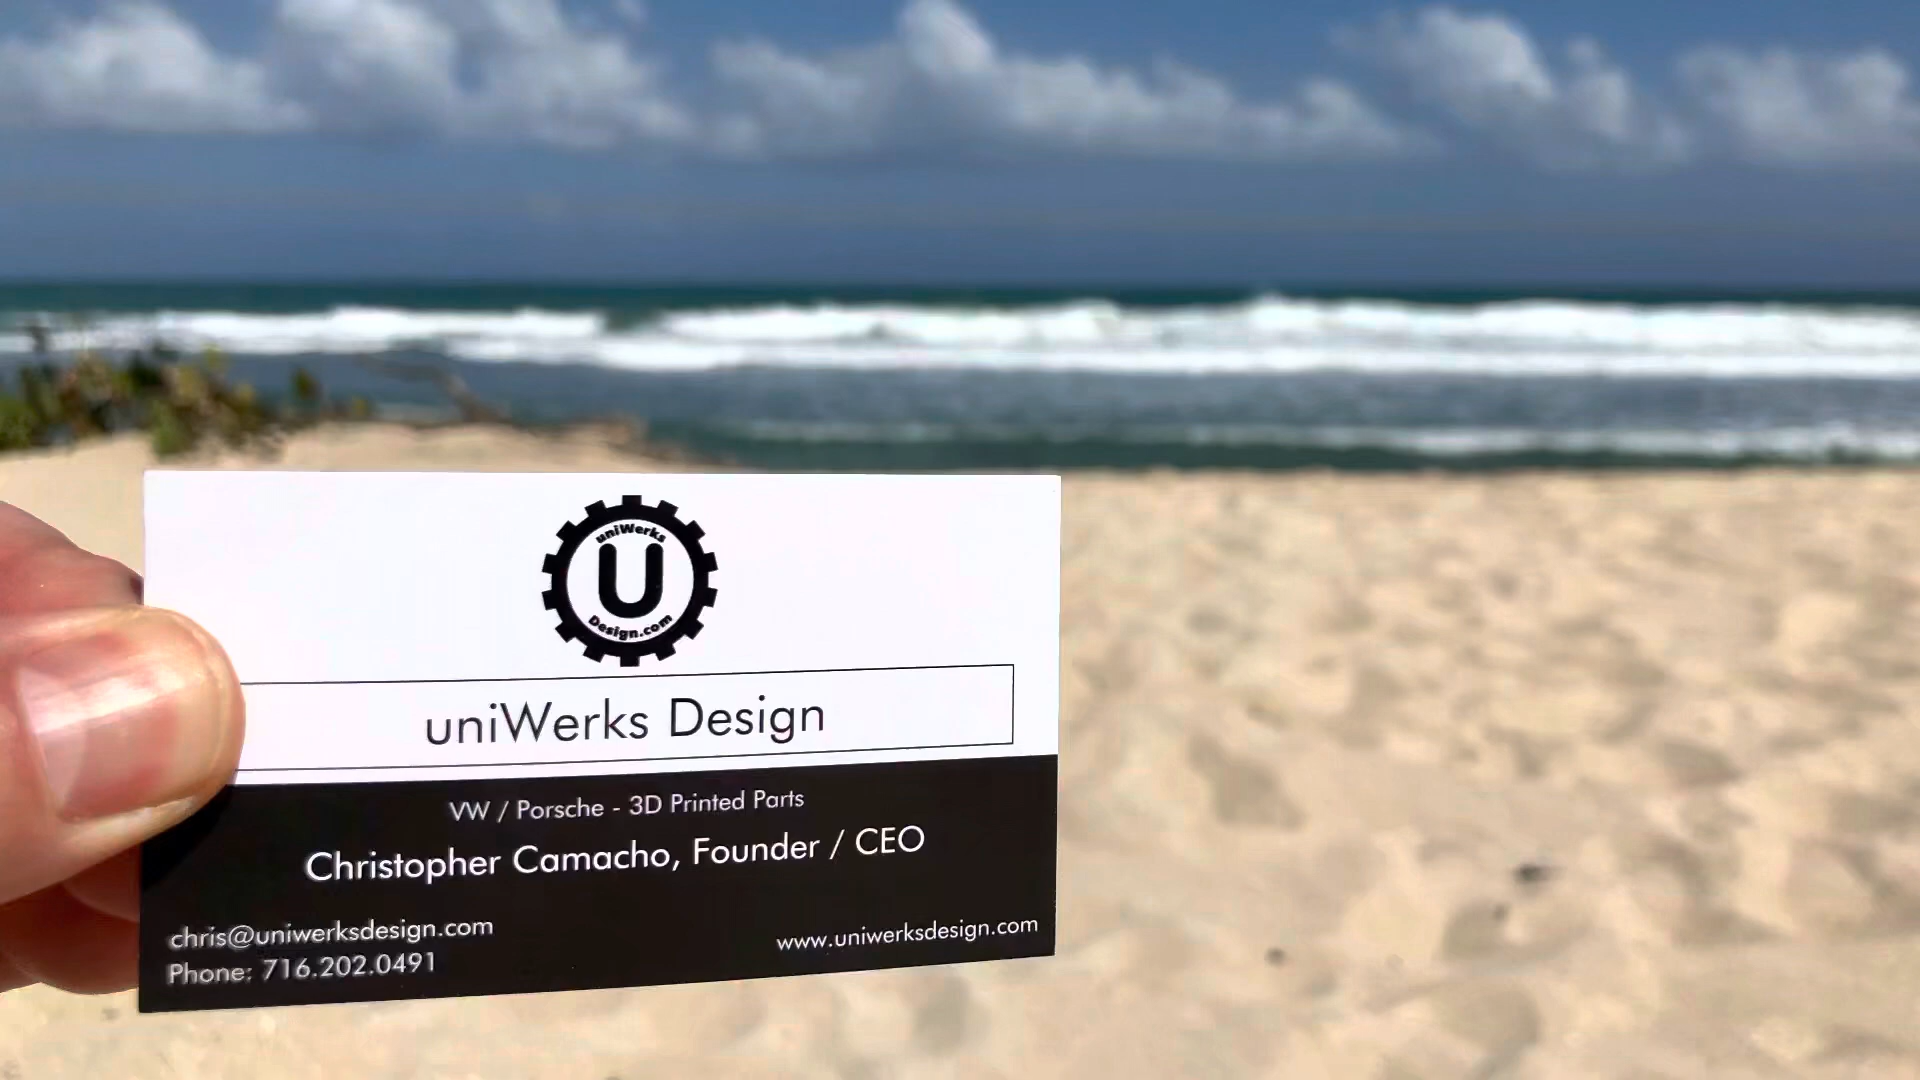 uniWerks
U
Design.com
uniWerks Design
VW / Porsche - 3D Printed Parts
Christopher Camacho, Founder / CEO
chris@uniwerksdesign.com
www.uniwerksdesign.com
Phone: 716.202.0491